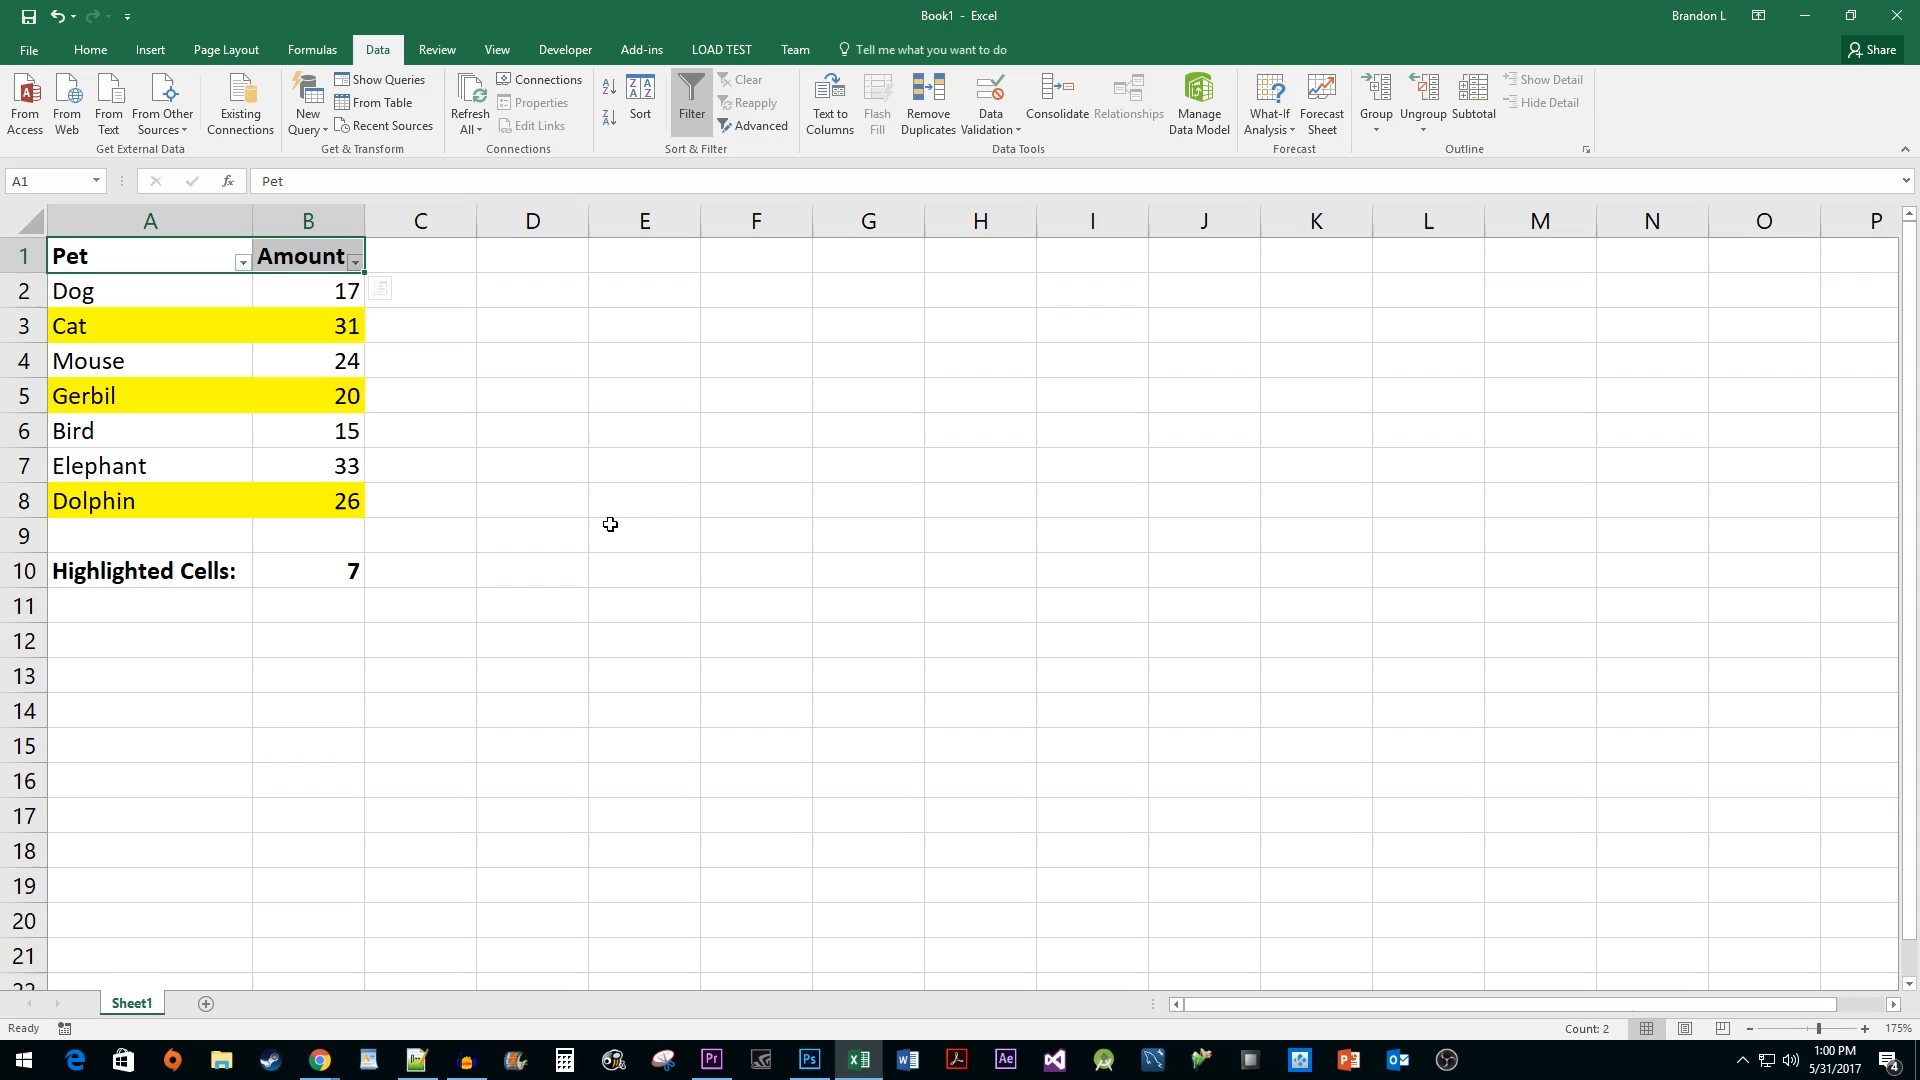 Book1 - Excel
Brandon L
File Home Insert Page Layout Formulas Data Review View Developer Add-ins LOAD TEST Team Tell me what you want to do Share
From Access
From Web
From Text
From Other Sources
Existing Connections
Get External Data
New Query
Show Queries
From Table
Recent Sources
Get & Transform
Refresh All
Connections
Properties
Edit Links
Connections
Sort
Filter
Clear
Reapply
Advanced
Sort & Filter
Text to Columns
Flash Fill
Remove Duplicates
Data Validation
Consolidate
Relationships
Manage Data Model
Data Tools
What-If Analysis
Forecast Sheet
Forecast
Group
Ungroup
Subtotal
Show Detail
Hide Detail
Outline
A1 fx Pet
A B C D E F G H I J K L M N O P
1 Pet Amount
2 Dog 17
3 Cat 31
4 Mouse 24
5 Gerbil 20
6 Bird 15
7 Elephant 33
8 Dolphin 26
9
10 Highlighted Cells: 7
11
12
13
14
15
16
17
18
19
20
21
22
Sheet1
Ready Count: 2 175%
1:00 PM
5/31/2017